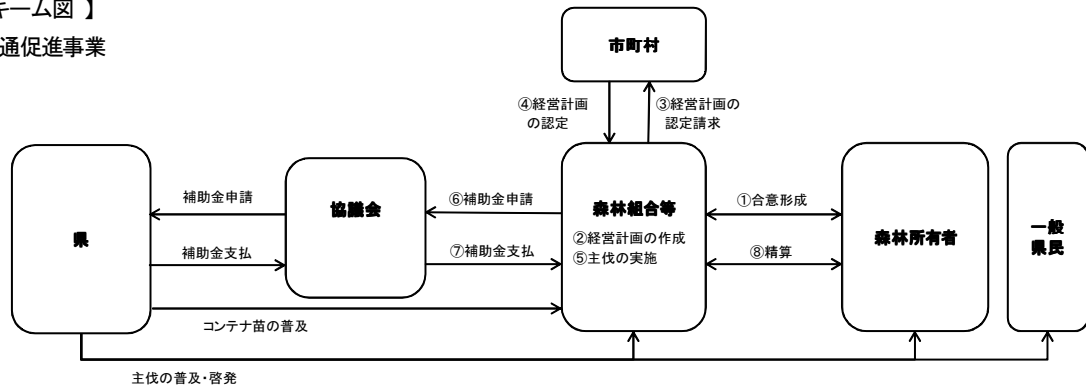 キーム図 】
通促進事業
市町村
④経営計画
の認定
③経営計画の
認定請求
県
補助金申請
補助金支払
協議会
⑥補助金申請
⑦補助金支払
森林組合等
②経営計画の作成
⑤主伐の実施
①合意形成
⑧精算
森林所有者
一般
県民
コンテナ苗の普及
主伐の普及・啓発